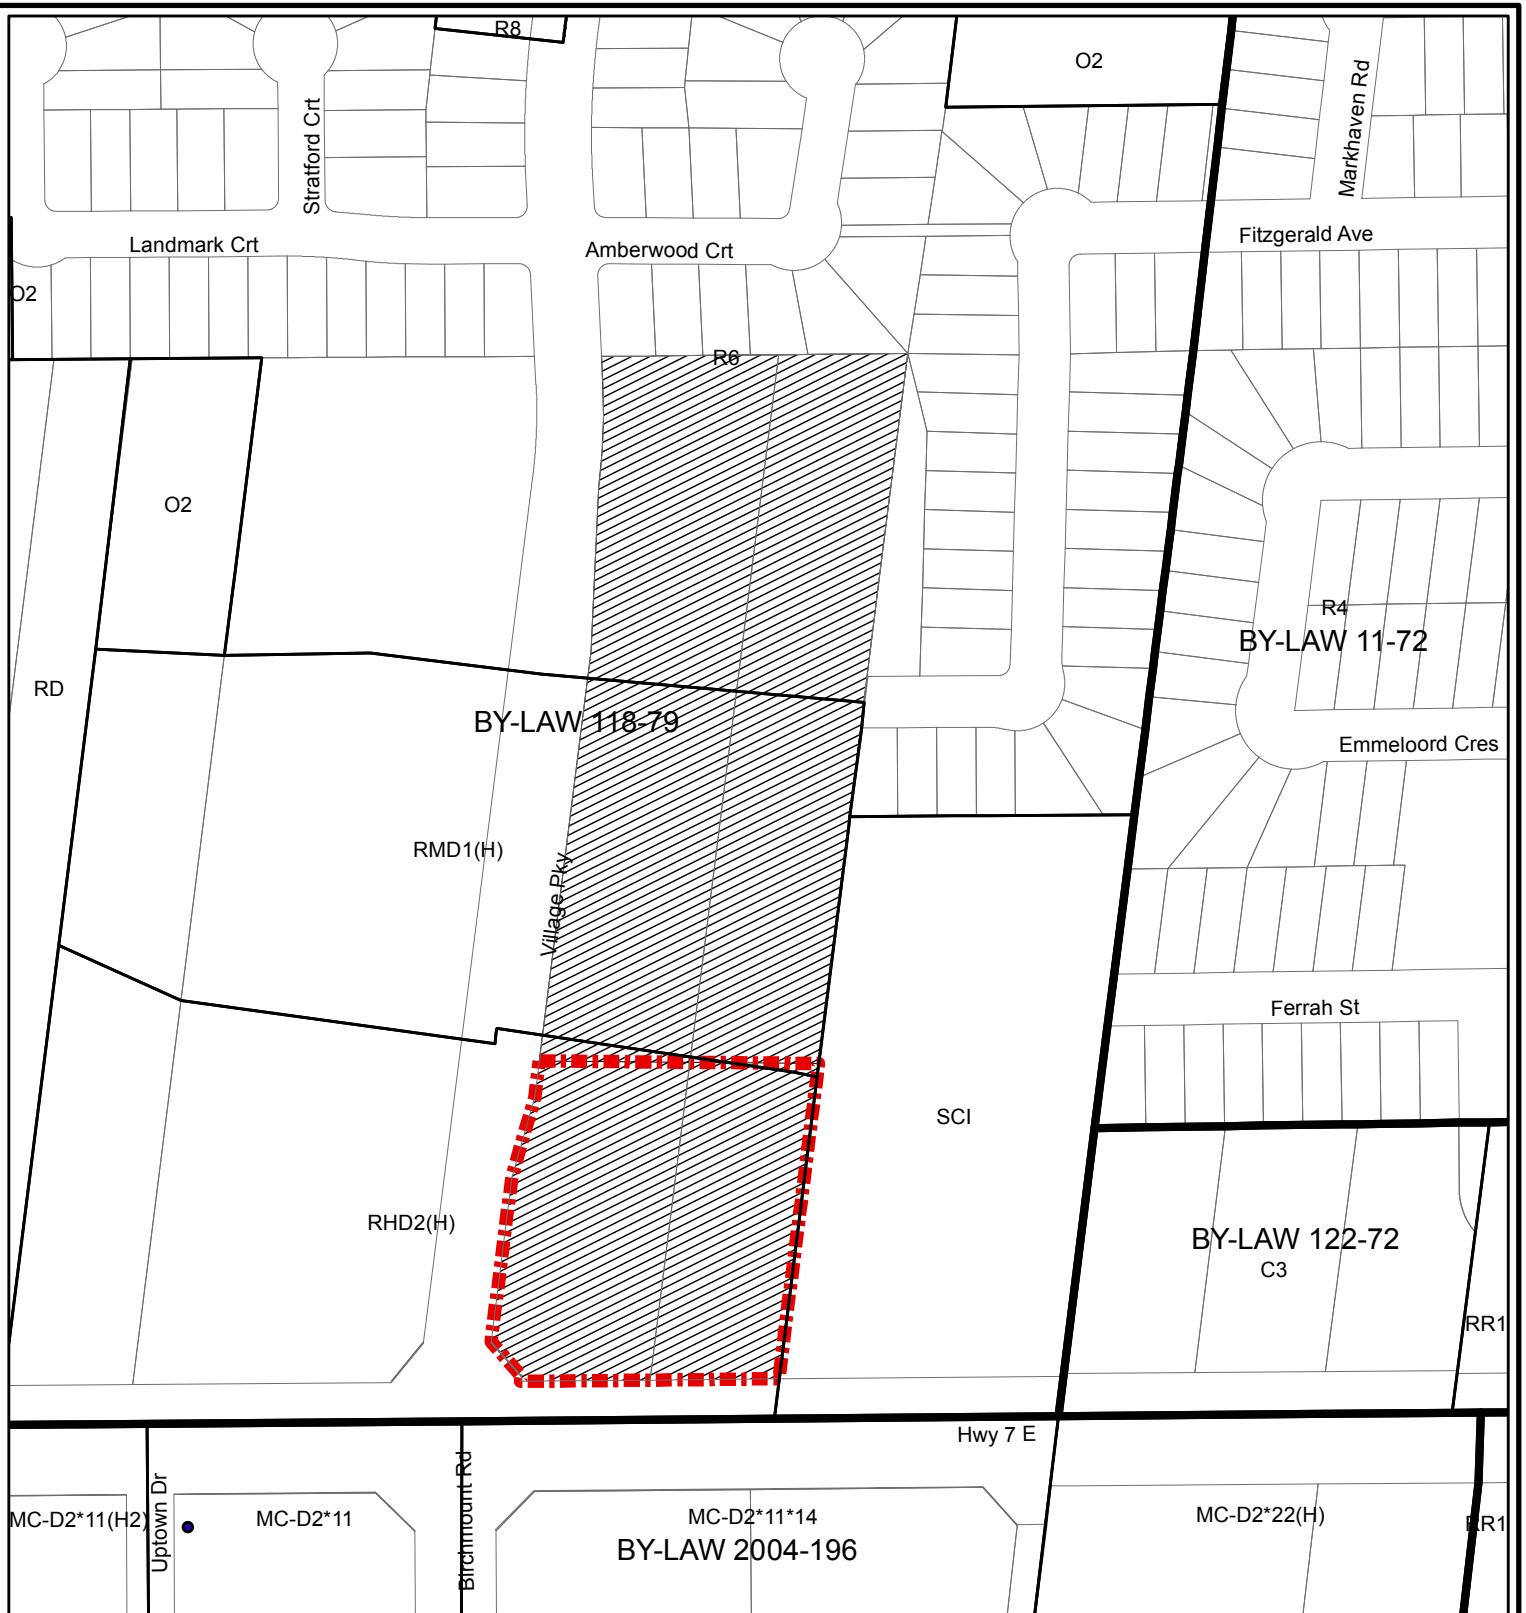 R8
O2
Markhaven Rd
Stratford Crt
Landmark Crt
Amberwood Crt
Fitzgerald Ave
O2
R6
O2
R4
BY-LAW 11-72
RD
BY-LAW 118-79
Emmeloord Cres
RMD1(H)
Village Pky
Ferrah St
SCI
RHD2(H)
BY-LAW 122-72
C3
RR1
Hwy 7 E
MC-D2*11(H2)
Uptown Dr
MC-D2*11
Birchmount Rd
MC-D2*11*14
BY-LAW 2004-196
MC-D2*22(H)
RR1